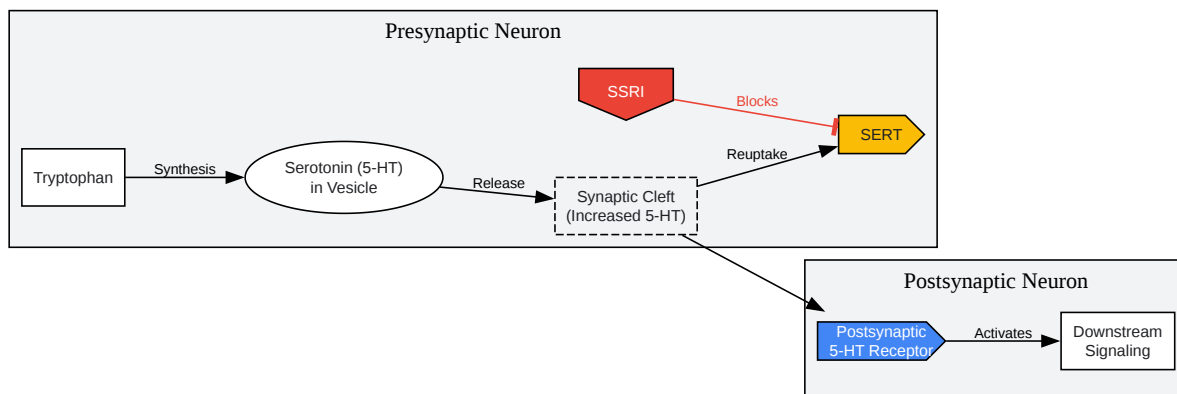 Presynaptic Neuron
SSRI
Blocks
SERT
Reuptake
Tryptophan
Synthesis
Serotonin (5-HT)
in Vesicle
Release
Synaptic Cleft
(Increased 5-HT)
Postsynaptic Neuron
Postsynaptic
5-HT Receptor
Activates
Downstream
Signaling